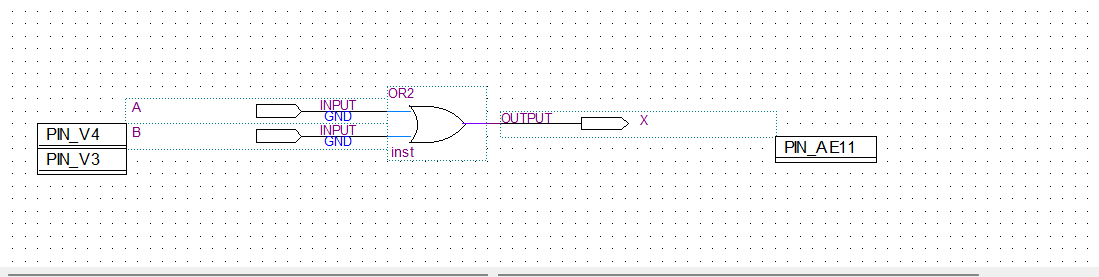 OR2
A
INPUT
GND
B
INPUT
GND
inst
PIN_V4
PIN_V3
OUTPUT
X
PIN_AE11